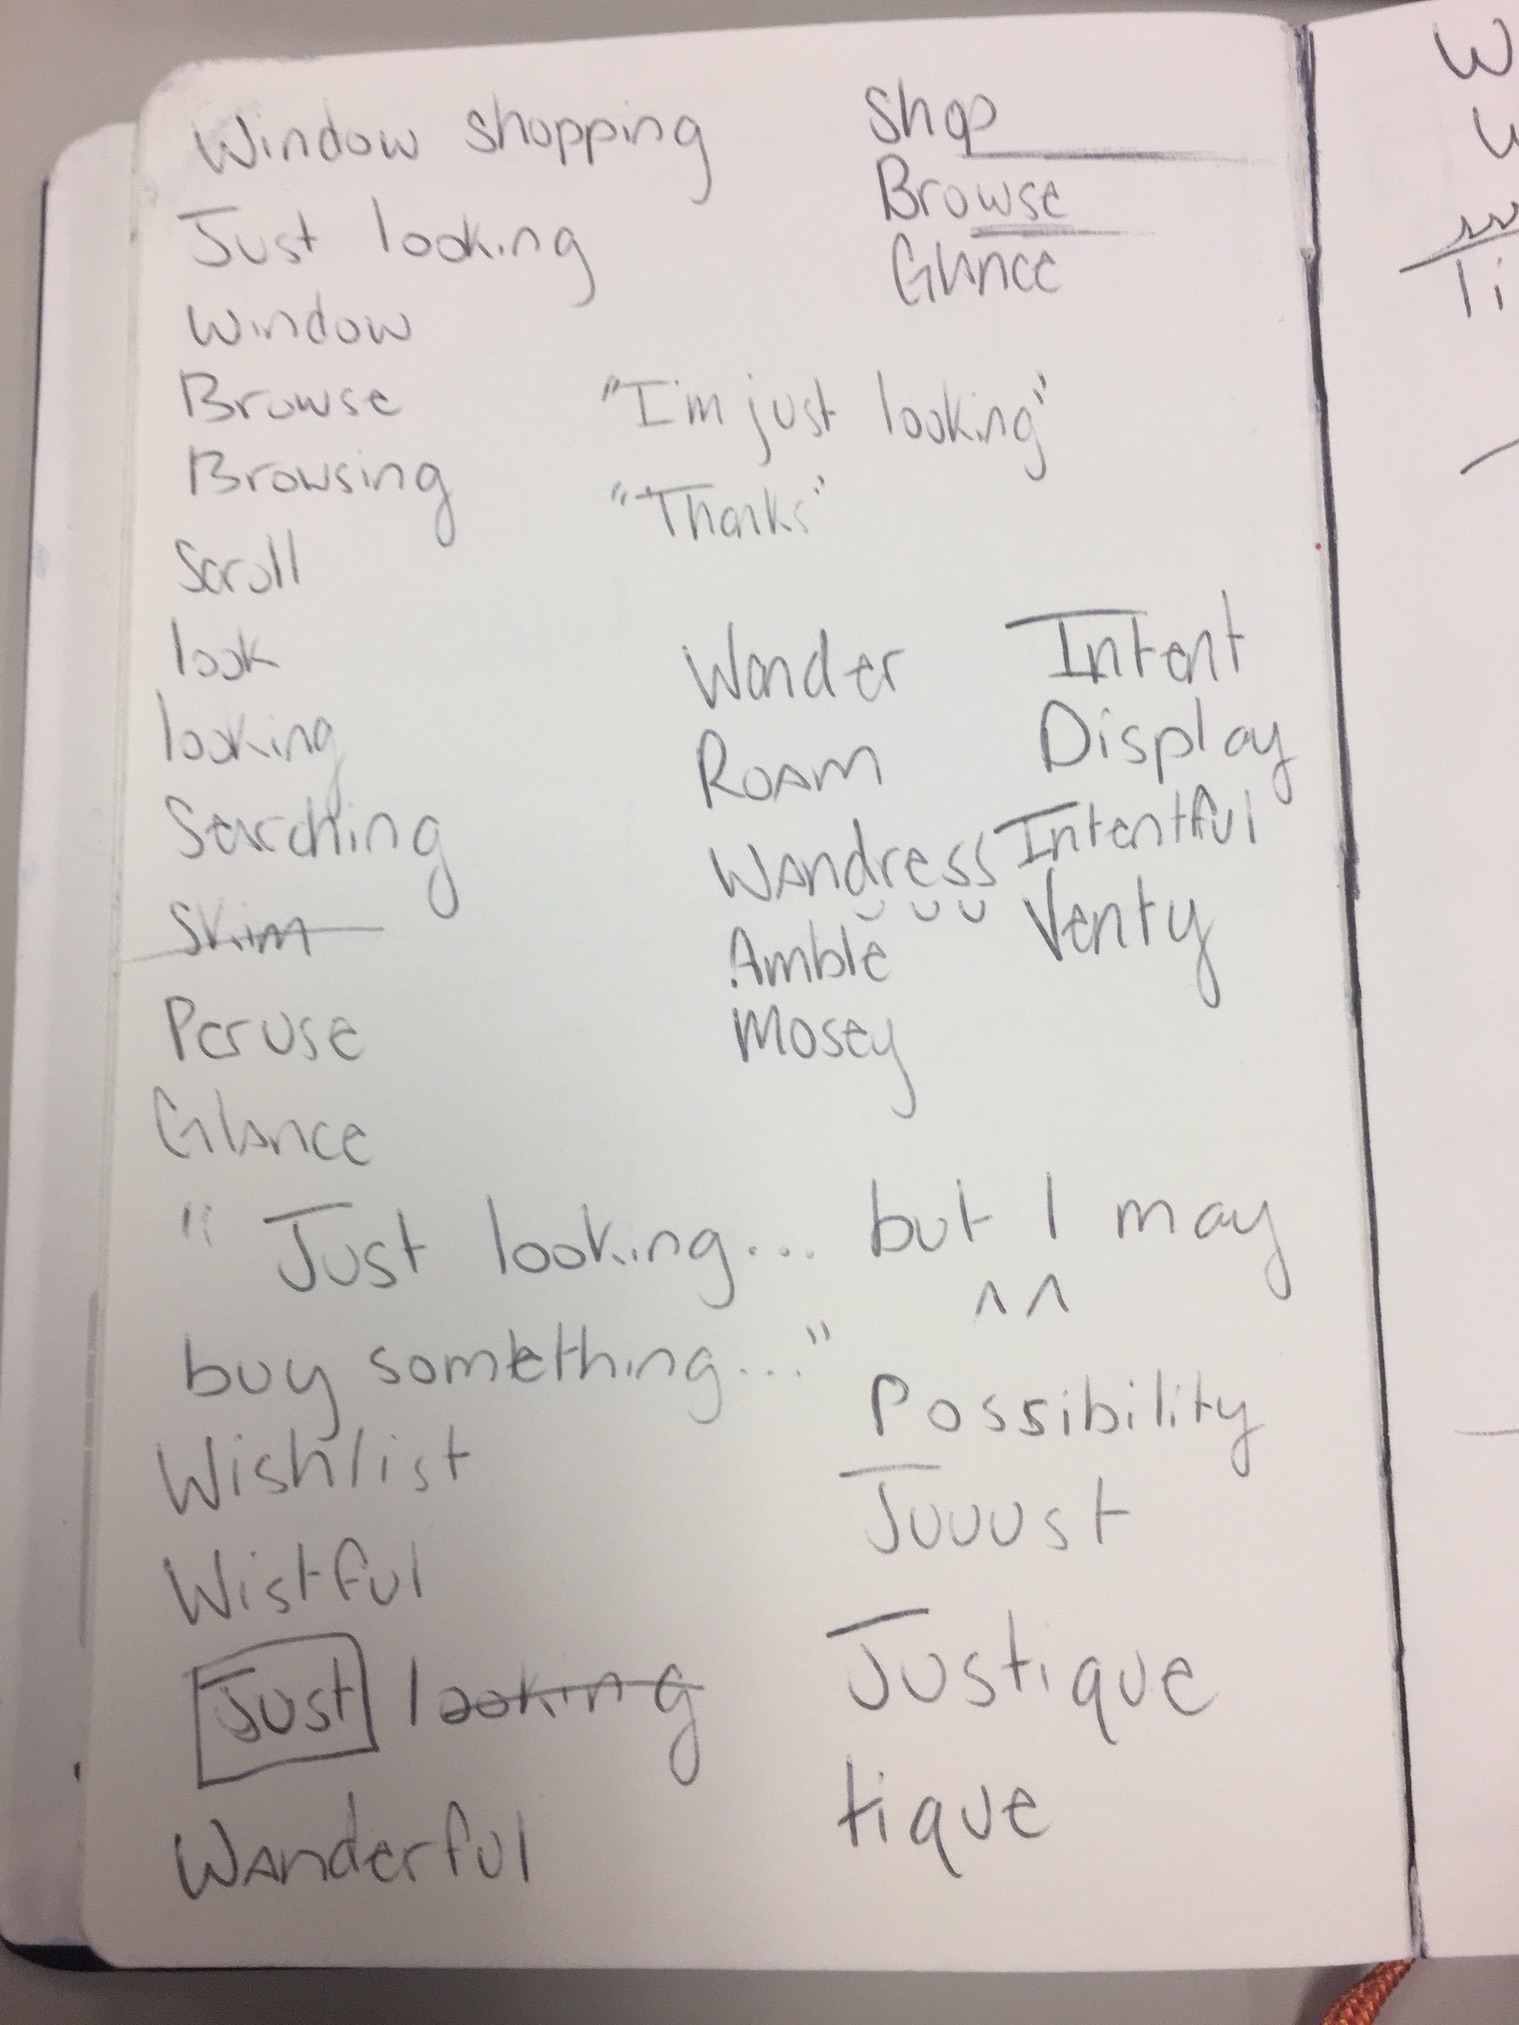 Window shopping
Just looking
Window
Browse
Browsing
Scroll
look
looking
Searching
Skim
Peruse
Glance
Shop
Browse
Glance
"I'm just looking"
"Thanks"
Wander
Roam
Wandress
Amble
Mosey
Intent
Display
Intentful
Venty
"Just looking... but I may
buy something..."
Wishlist
Wistful
Just looking
Wanderful
Possibility
Juuust
Justique
tique